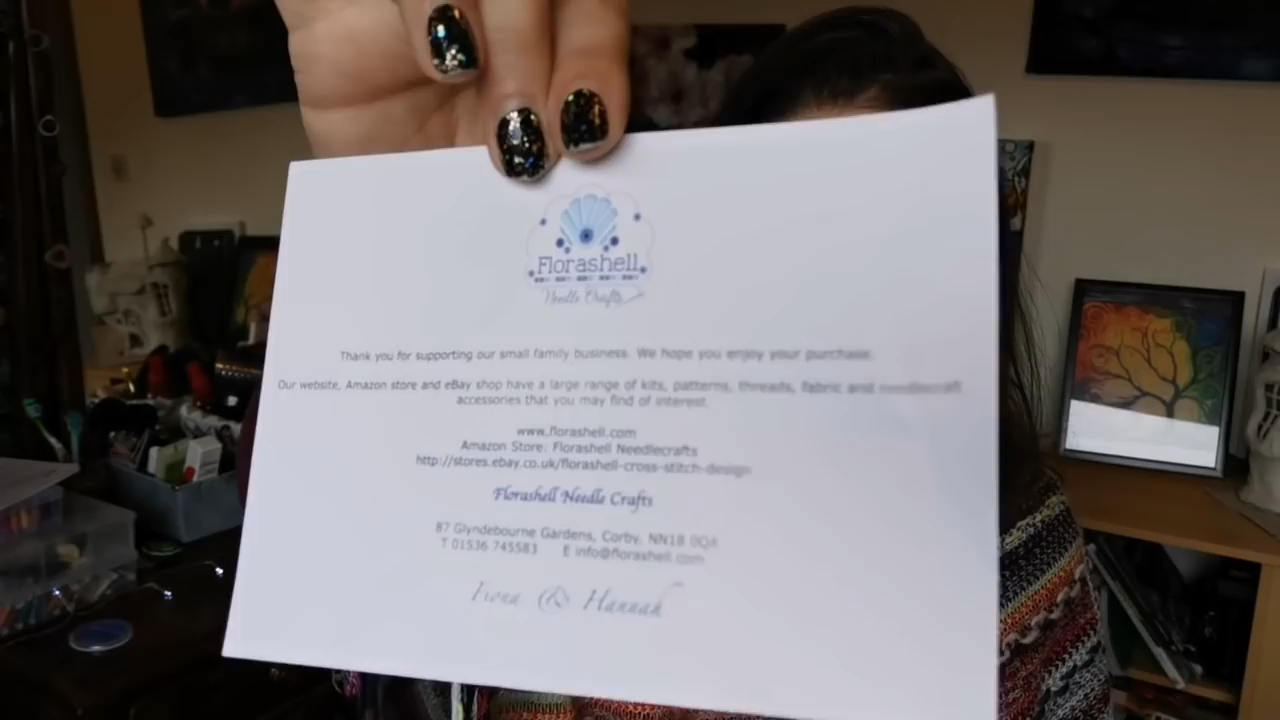 Florashell
Needle Crafts
Thank you for supporting our small family business. We hope you enjoy your purchase.
Our website, Amazon store and eBay shop have a large range of kits, patterns, threads, fabric and needlecraft
accessories that you may find of interest.
www.florashell.com
Amazon Store: Florashell Needlecrafts
http://stores.ebay.co.uk/florashell-cross-stitch-design
Florashell Needle Crafts
87 Glyndebourne Gardens, Corby. NN18 0QA
T 01536 745583 E info@florashell.com
Fiona & Hannah